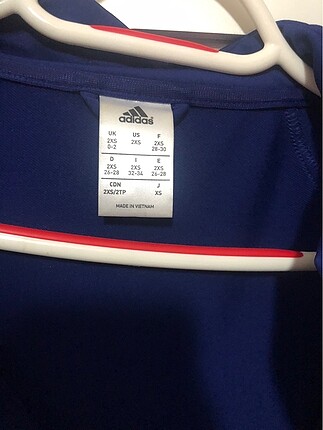 adidas
UK US F
2XS 2XS 2XS
0-2 28-30
D I E
2XS 2XS 2XS
26-28 32-34 26-28
CDN J
2XS/2TP XS
MADE IN VIETNAM